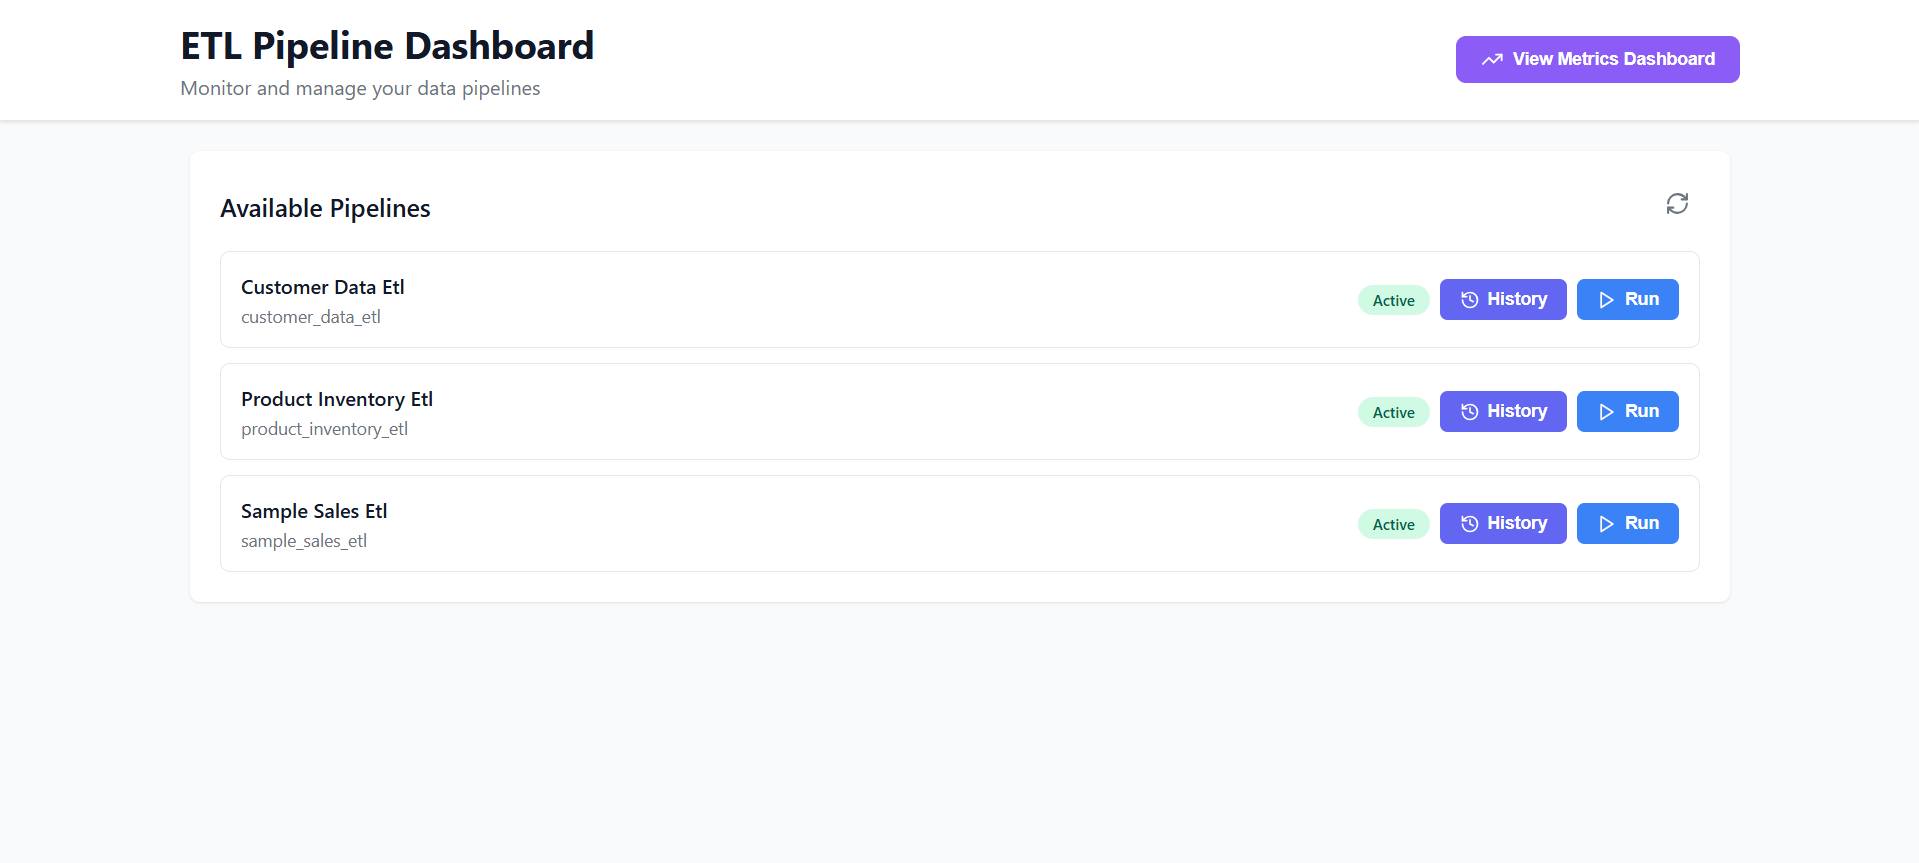 ETL Pipeline Dashboard
Monitor and manage your data pipelines
View Metrics Dashboard
Available Pipelines
Customer Data Etl
customer_data_etl
Active
History
Run
Product Inventory Etl
product_inventory_etl
Active
History
Run
Sample Sales Etl
sample_sales_etl
Active
History
Run